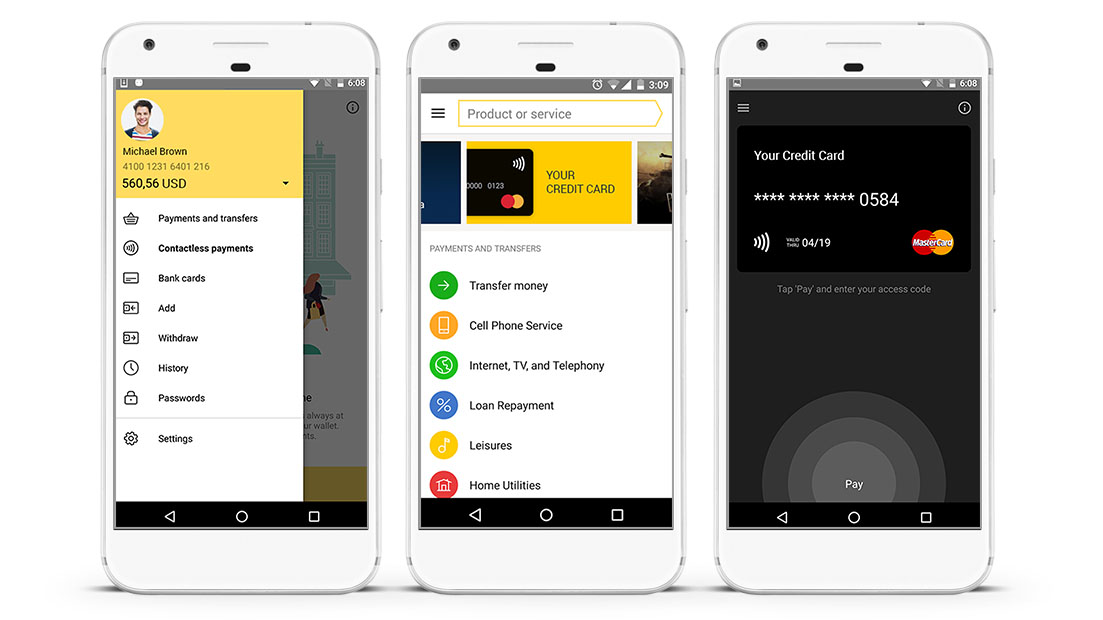 6:08
Michael Brown
4100 1231 6401 216
560,56 USD
Payments and transfers
Contactless payments
Bank cards
Add
Withdraw
History
Passwords
Settings
always at
ur wallet.
3:09
Product or service
0000 0123
YOUR
CREDIT CARD
PAYMENTS AND TRANSFERS
Transfer money
Cell Phone Service
Internet, TV, and Telephony
Loan Repayment
Leisures
Home Utilities
6:08
Your Credit Card
**** **** **** 0584
VALID
THRU 04/19
MasterCard
Tap 'Pay' and enter your access code
Pay